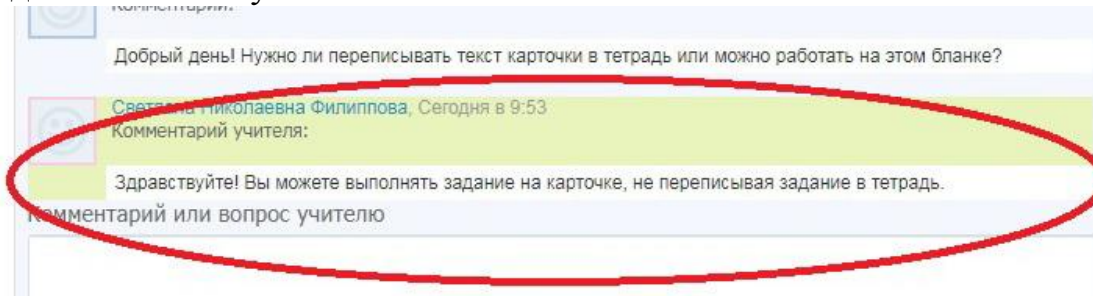 Комментарий:
Добрый день! Нужно ли переписывать текст карточки в тетрадь или можно работать на этом бланке?
Светлана Николаевна Филиппова, Сегодня в 9:53
Комментарий учителя:
Здравствуйте! Вы можете выполнять задание на карточке, не переписывая задание в тетрадь.
Комментарий или вопрос учителю